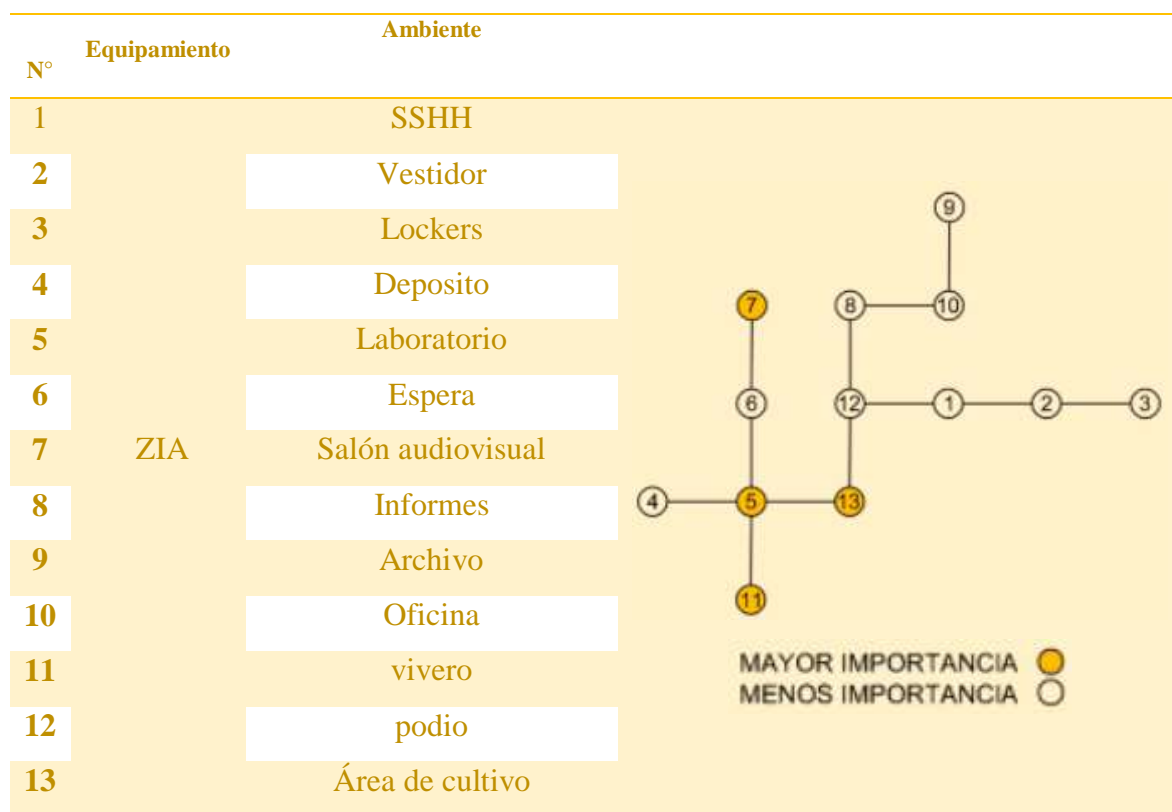 N° Equipamiento Ambiente
1 SSHH
2 Vestidor
3 Lockers
4 Deposito
5 Laboratorio
6 Espera
7 ZIA Salón audiovisual
8 Informes
9 Archivo
10 Oficina
11 vivero
12 podio
13 Área de cultivo
9
7 8 10
6 12 1 2 3
4 5 13
11
MAYOR IMPORTANCIA
MENOS IMPORTANCIA